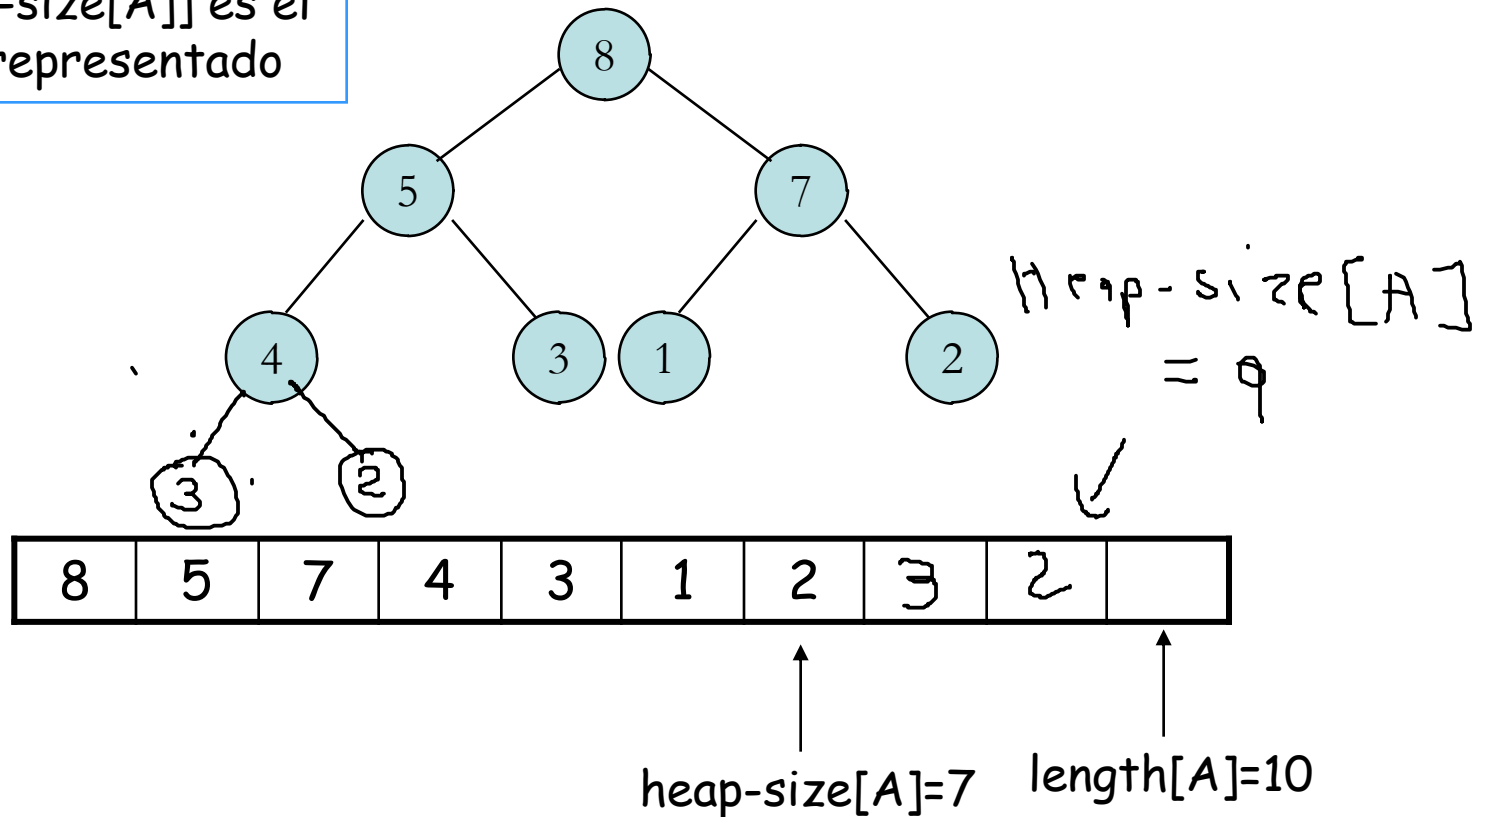 -size[A]] es el
representado
8
5 7
4 3 1 2
Heap-size[A]
= 9
3 2
8 5 7 4 3 1 2 3 2
heap-size[A]=7 length[A]=10